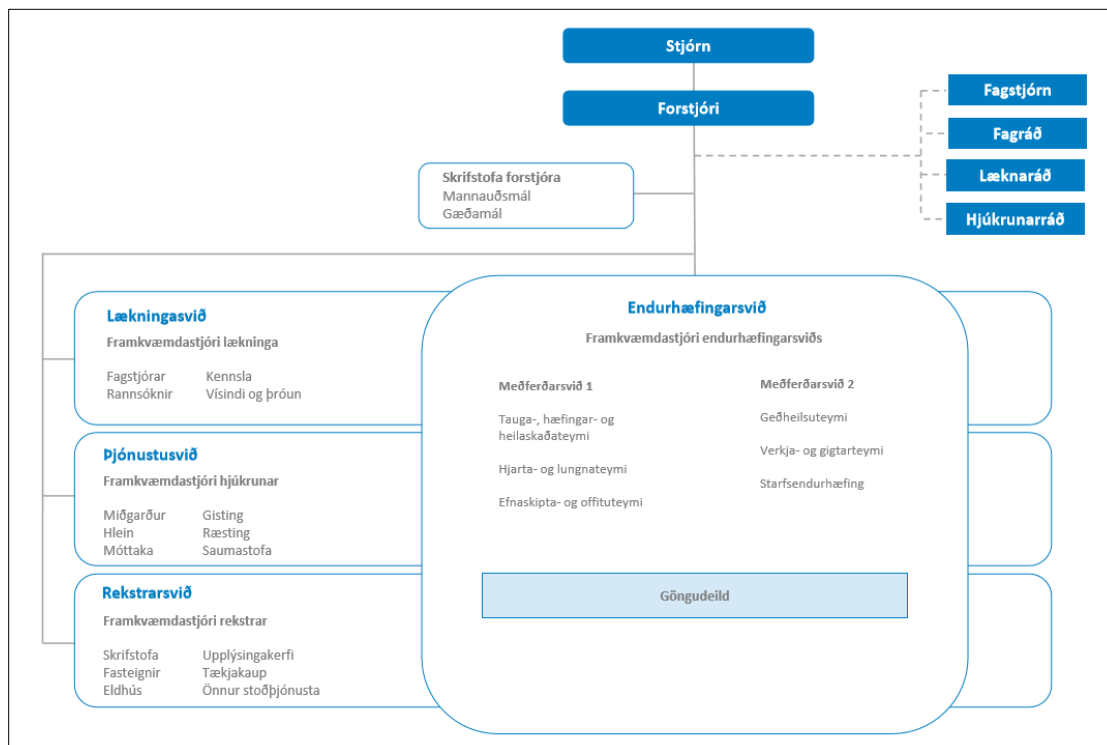 Stjórn
Forstjóri
Fagstjórn
Fagráð
Læknaráð
Hjúkrunarráð
Skrifstofa forstjóra
Mannauðsmál
Gæðamál
Lækningasvið
Framkvæmdastjóri lækninga
Fagstjórar Kennsla
Rannsóknir Vísindi og þróun
Þjónustusvið
Framkvæmdastjóri hjúkrunar
Miðgarður Gisting
Hlein Ræsting
Móttaka Saumastofa
Rekstrarsvið
Framkvæmdastjóri rekstrar
Skrifstofa Upplýsingakerfi
Fasteignir Tækjakaup
Eldhús Önnur stoðþjónusta
Endurhæfingarsvið
Framkvæmdastjóri endurhæfingarsviðs
Meðferðarsvið 1
Tauga-, hæfingar- og
heilaskaðateymi
Hjarta- og lungnateymi
Efnaskipta- og offituteymi
Meðferðarsvið 2
Geðheilsuteymi
Verkja- og gigtarteymi
Starfsendurhæfing
Göngudeild